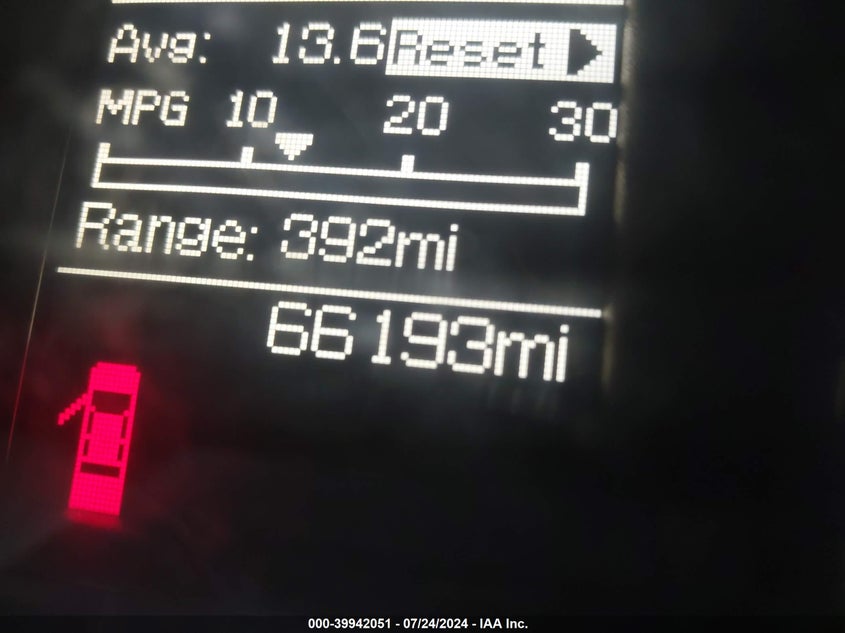 Avg: 13.6 Reset
MPG 10 20 30
Range: 392mi
66193mi
000-39942051 - 07/24/2024 - IAA Inc.